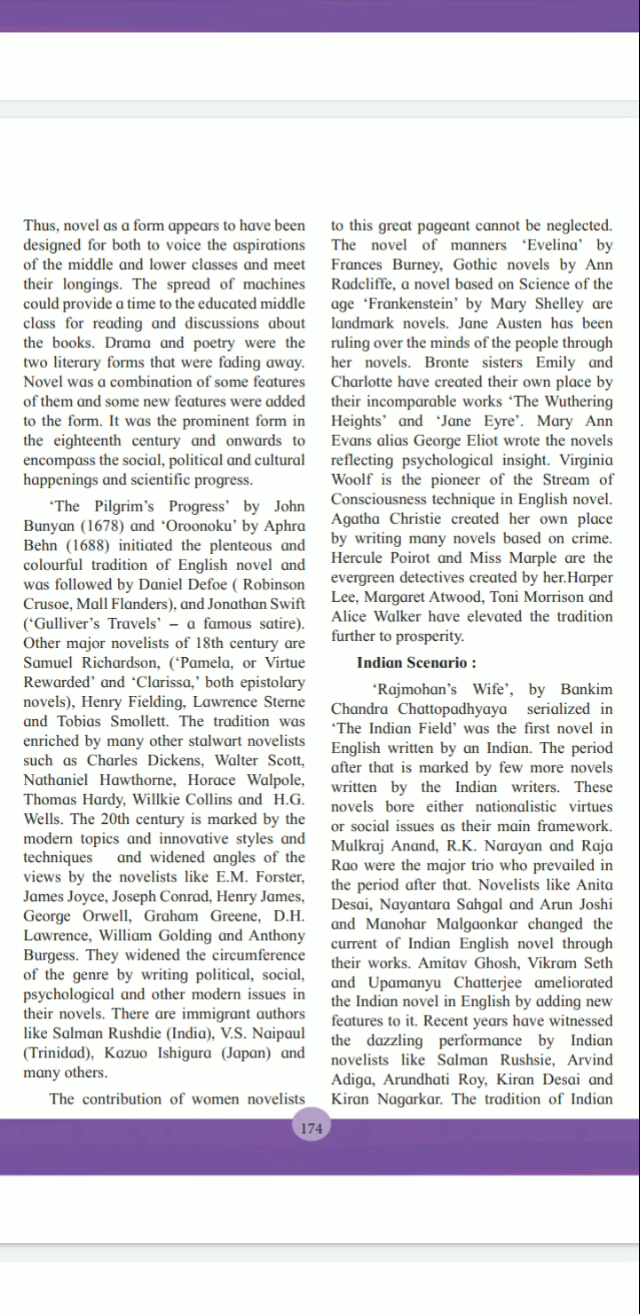 Thus, novel as a form appears to have been
designed for both to voice the aspirations
of the middle and lower classes and meet
their longings. The spread of machines
could provide a time to the educated middle
class for reading and discussions about
the books. Drama and poetry were the
two literary forms that were fading away.
Novel was a combination of some features
of them and some new features were added
to the form. It was the prominent form in
the eighteenth century and onwards to
encompass the social, political and cultural
happenings and scientific progress.
‘The Pilgrim’s Progress’ by John
Bunyan (1678) and ‘Oroonoku’ by Aphra
Behn (1688) initiated the plenteous and
colourful tradition of English novel and
was followed by Daniel Defoe ( Robinson
Crusoe, Mall Flanders), and Jonathan Swift
(‘Gulliver’s Travels’ – a famous satire).
Other major novelists of 18th century are
Samuel Richardson, (‘Pamela, or Virtue
Rewarded’ and ‘Clarissa,’ both epistolary
novels), Henry Fielding, Lawrence Sterne
and Tobias Smollett. The tradition was
enriched by many other stalwart novelists
such as Charles Dickens, Walter Scott,
Nathaniel Hawthorne, Horace Walpole,
Thomas Hardy, Willkie Collins and H.G.
Wells. The 20th century is marked by the
modern topics and innovative styles and
techniques and widened angles of the
views by the novelists like E.M. Forster,
James Joyce, Joseph Conrad, Henry James,
George Orwell, Graham Greene, D.H.
Lawrence, William Golding and Anthony
Burgess. They widened the circumference
of the genre by writing political, social,
psychological and other modern issues in
their novels. There are immigrant authors
like Salman Rushdie (India), V.S. Naipaul
(Trinidad), Kazuo Ishigura (Japan) and
many others.
The contribution of women novelists
to this great pageant cannot be neglected.
The novel of manners ‘Evelina’ by
Frances Burney, Gothic novels by Ann
Radcliffe, a novel based on Science of the
age ‘Frankenstein’ by Mary Shelley are
landmark novels. Jane Austen has been
ruling over the minds of the people through
her novels. Bronte sisters Emily and
Charlotte have created their own place by
their incomparable works ‘The Wuthering
Heights’ and ‘Jane Eyre’. Mary Ann
Evans alias George Eliot wrote the novels
reflecting psychological insight. Virginia
Woolf is the pioneer of the Stream of
Consciousness technique in English novel.
Agatha Christie created her own place
by writing many novels based on crime.
Hercule Poirot and Miss Marple are the
evergreen detectives created by her.Harper
Lee, Margaret Atwood, Toni Morrison and
Alice Walker have elevated the tradition
further to prosperity.
Indian Scenario :
‘Rajmohan’s Wife’, by Bankim
Chandra Chattopadhyaya serialized in
‘The Indian Field’ was the first novel in
English written by an Indian. The period
after that is marked by few more novels
written by the Indian writers. These
novels bore either nationalistic virtues
or social issues as their main framework.
Mulkraj Anand, R.K. Narayan and Raja
Rao were the major trio who prevailed in
the period after that. Novelists like Anita
Desai, Nayantara Sahgal and Arun Joshi
and Manohar Malgaonkar changed the
current of Indian English novel through
their works. Amitav Ghosh, Vikram Seth
and Upamanyu Chatterjee ameliorated
the Indian novel in English by adding new
features to it. Recent years have witnessed
the dazzling performance by Indian
novelists like Salman Rushsie, Arvind
Adiga, Arundhati Roy, Kiran Desai and
Kiran Nagarkar. The tradition of Indian
174